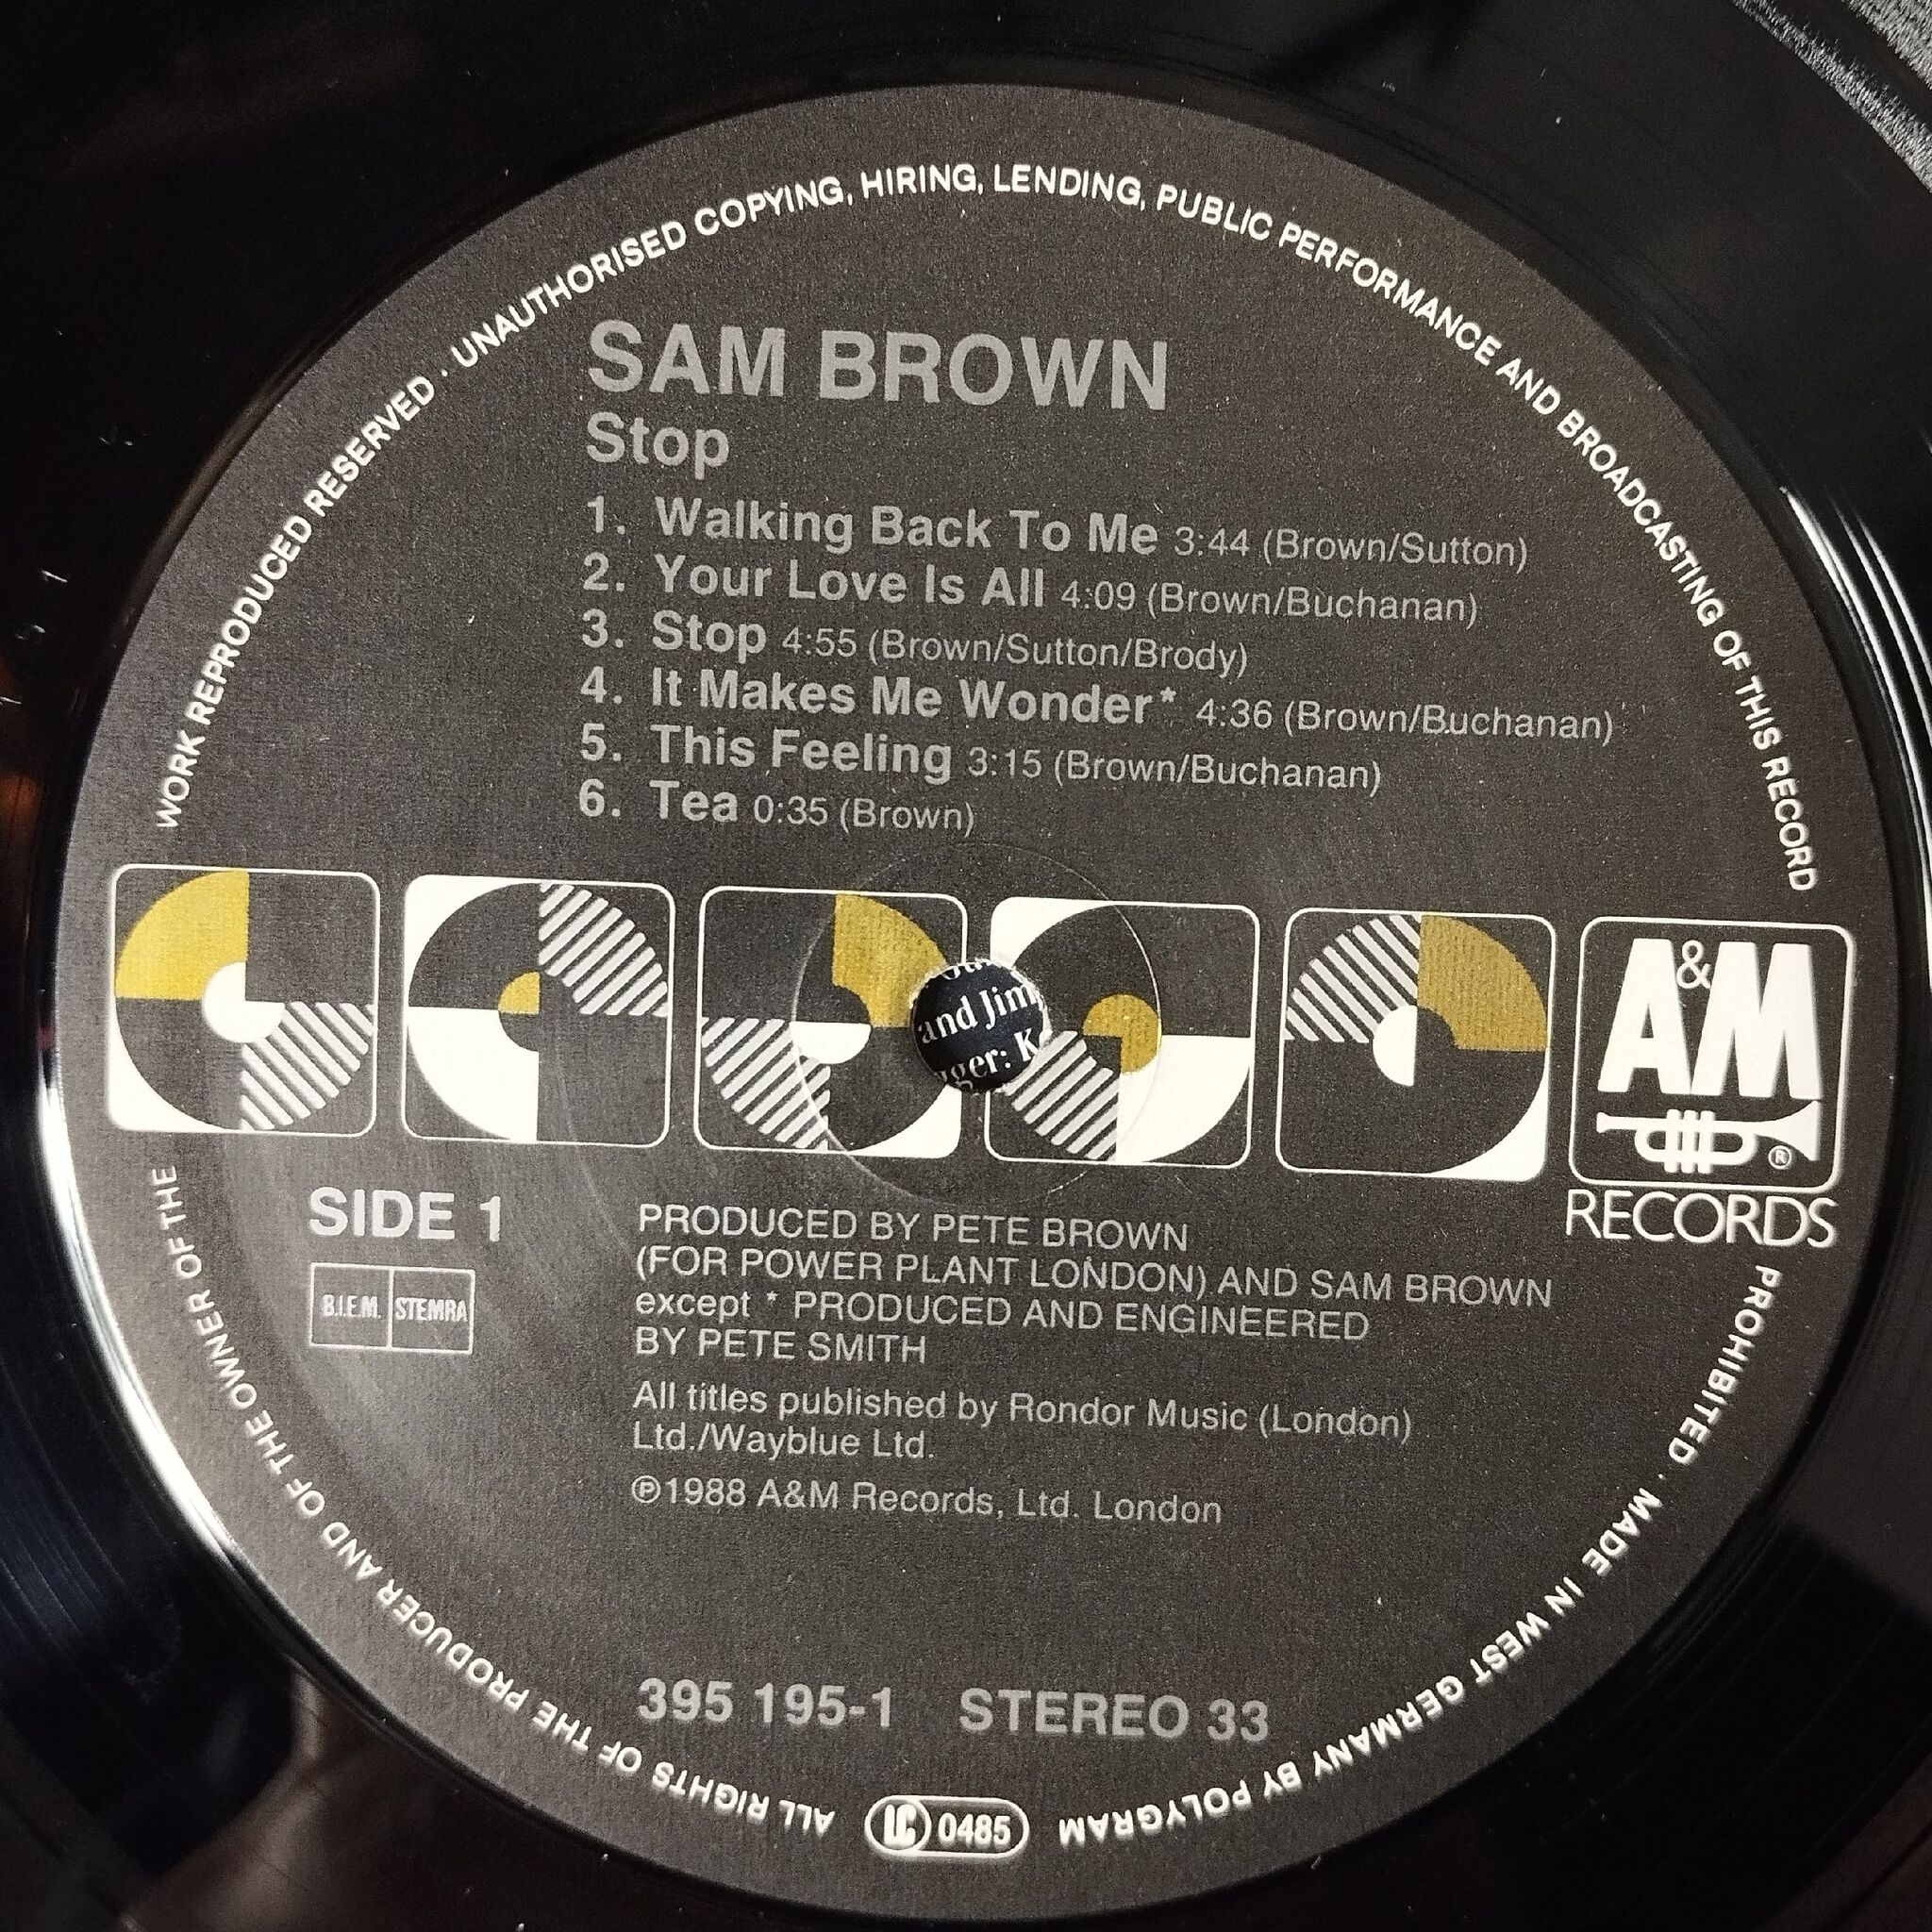 WORK REPRODUCED RESERVED · UNAUTHORISED COPYING, HIRING, LENDING, PUBLIC PERFORMANCE AND BROADCASTING OF THIS RECORD
SAM BROWN
Stop
1. Walking Back To Me 3:44 (Brown/Sutton)
2. Your Love Is All 4:09 (Brown/Buchanan)
3. Stop 4:55 (Brown/Sutton/Brody)
4. It Makes Me Wonder* 4:36 (Brown/Buchanan)
5. This Feeling 3:15 (Brown/Buchanan)
6. Tea 0:35 (Brown)
A&M
®
RECORDS
and Jim
ger: K
SIDE 1
B.I.E.M. STEMRA
PRODUCED BY PETE BROWN
(FOR POWER PLANT LONDON) AND SAM BROWN
except * PRODUCED AND ENGINEERED
BY PETE SMITH
All titles published by Rondor Music (London)
Ltd./Wayblue Ltd.
℗1988 A&M Records, Ltd. London
395 195-1 STEREO 33
PROHIBITED · MADE IN WEST GERMANY BY POLYGRAM
LC 0485
ALL RIGHTS OF THE PRODUCER AND OF THE OWNER OF THE